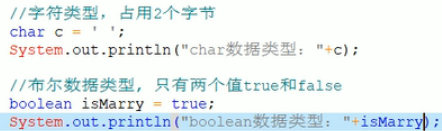 //字符类型，占用2个字节
char c = ' ';
System.out.println("char数据类型："+c);
//布尔数据类型，只有两个值true和false
boolean isMarry = true;
System.out.println("boolean数据类型："+isMarry);